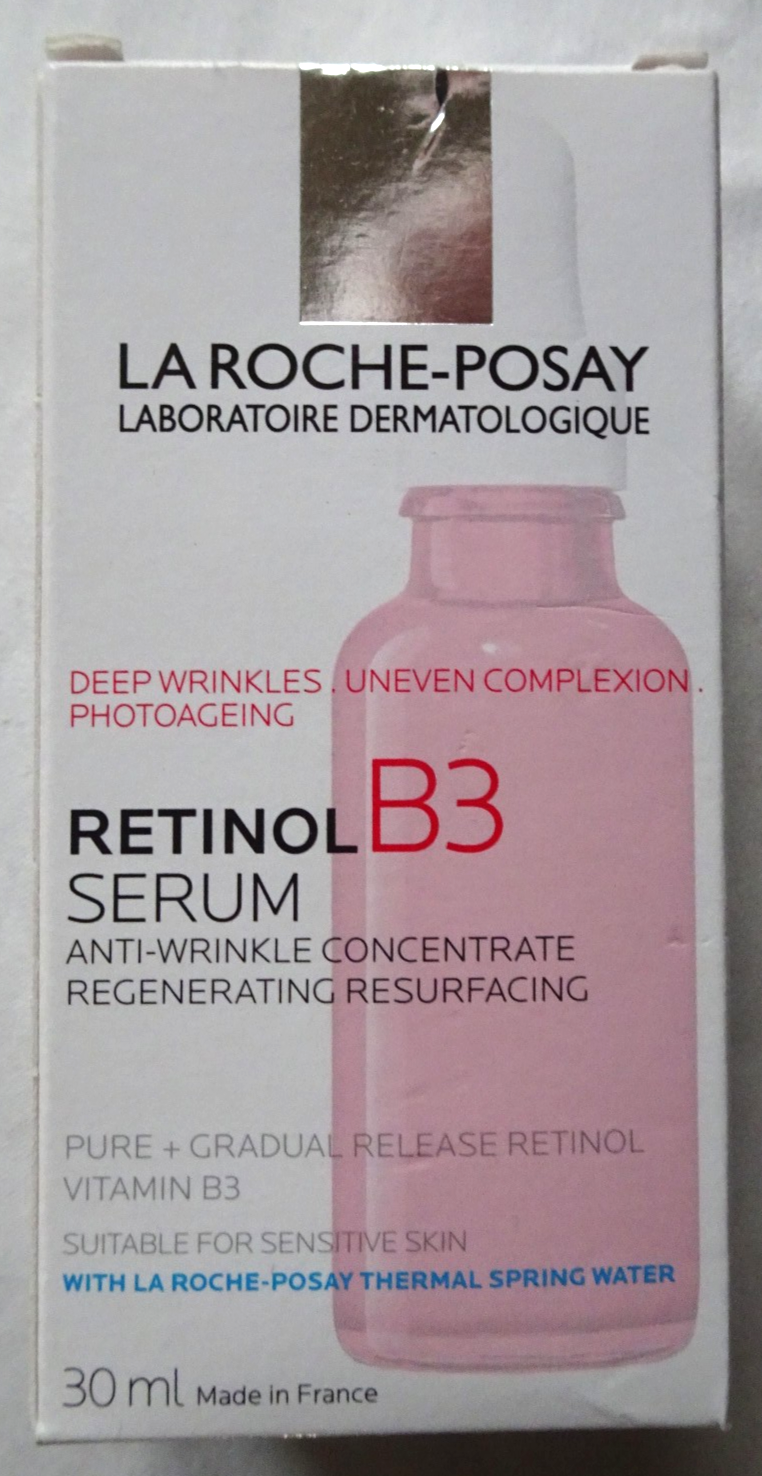 LA ROCHE-POSAY
LABORATOIRE DERMATOLOGIQUE
DEEP WRINKLES . UNEVEN COMPLEXION .
PHOTOAGEING
RETINOL B3
SERUM
ANTI-WRINKLE CONCENTRATE
REGENERATING RESURFACING
PURE + GRADUAL RELEASE RETINOL
VITAMIN B3
SUITABLE FOR SENSITIVE SKIN
WITH LA ROCHE-POSAY THERMAL SPRING WATER
30 ml Made in France